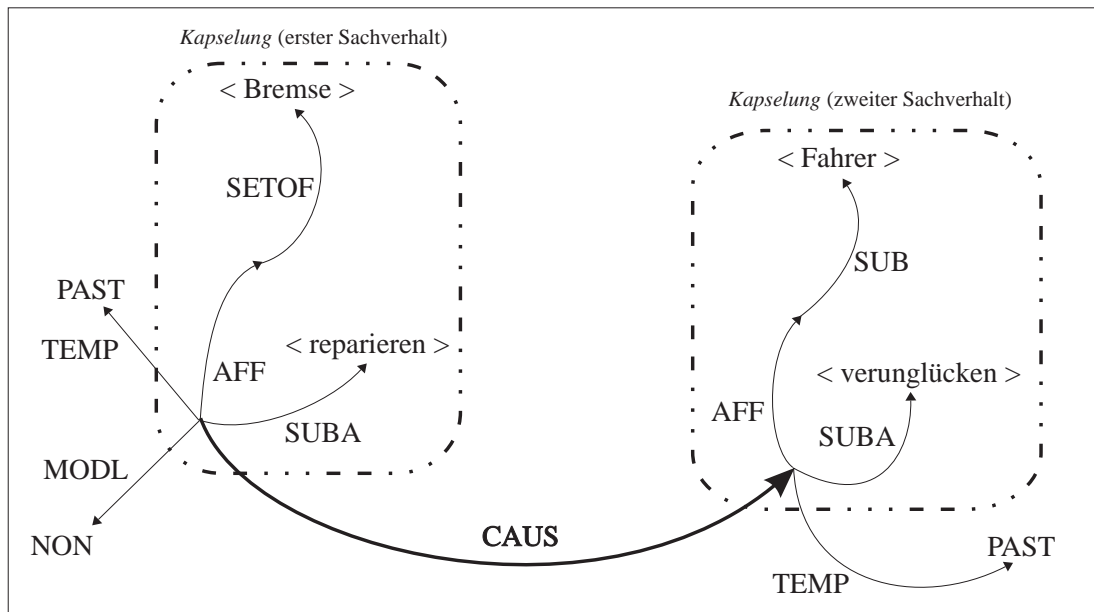 Kapselung (erster Sachverhalt)
< Bremse >
Kapselung (zweiter Sachverhalt)
< Fahrer >
SETOF
SUB
PAST
TEMP
< reparieren >
AFF
< verunglücken >
AFF
SUBA
SUBA
MODL
CAUS
NON
PAST
TEMP